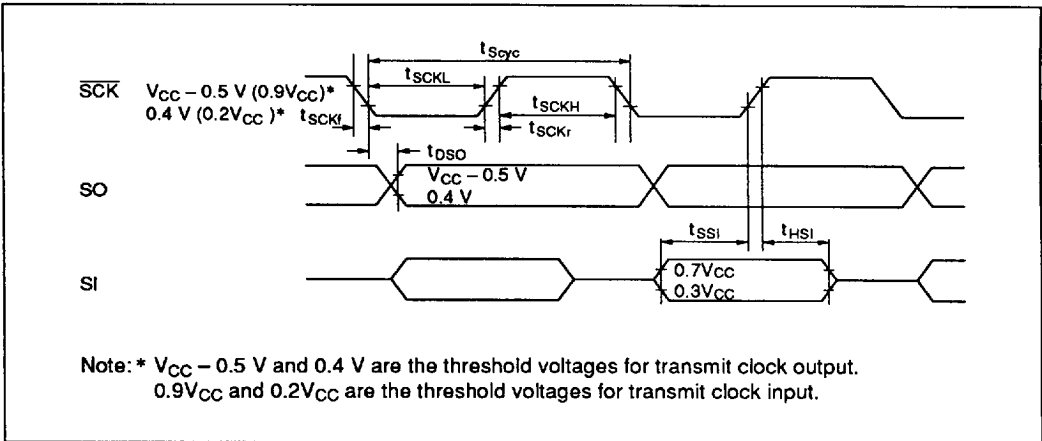 tScyc
SCK
VCC – 0.5 V (0.9VCC)*
0.4 V (0.2VCC )*
tSCKf
tSCKL
tSCKH
tSCKr
tDSO
SO
VCC – 0.5 V
0.4 V
tSSI
tHSI
SI
0.7VCC
0.3VCC
Note: * VCC – 0.5 V and 0.4 V are the threshold voltages for transmit clock output.
0.9VCC and 0.2VCC are the threshold voltages for transmit clock input.